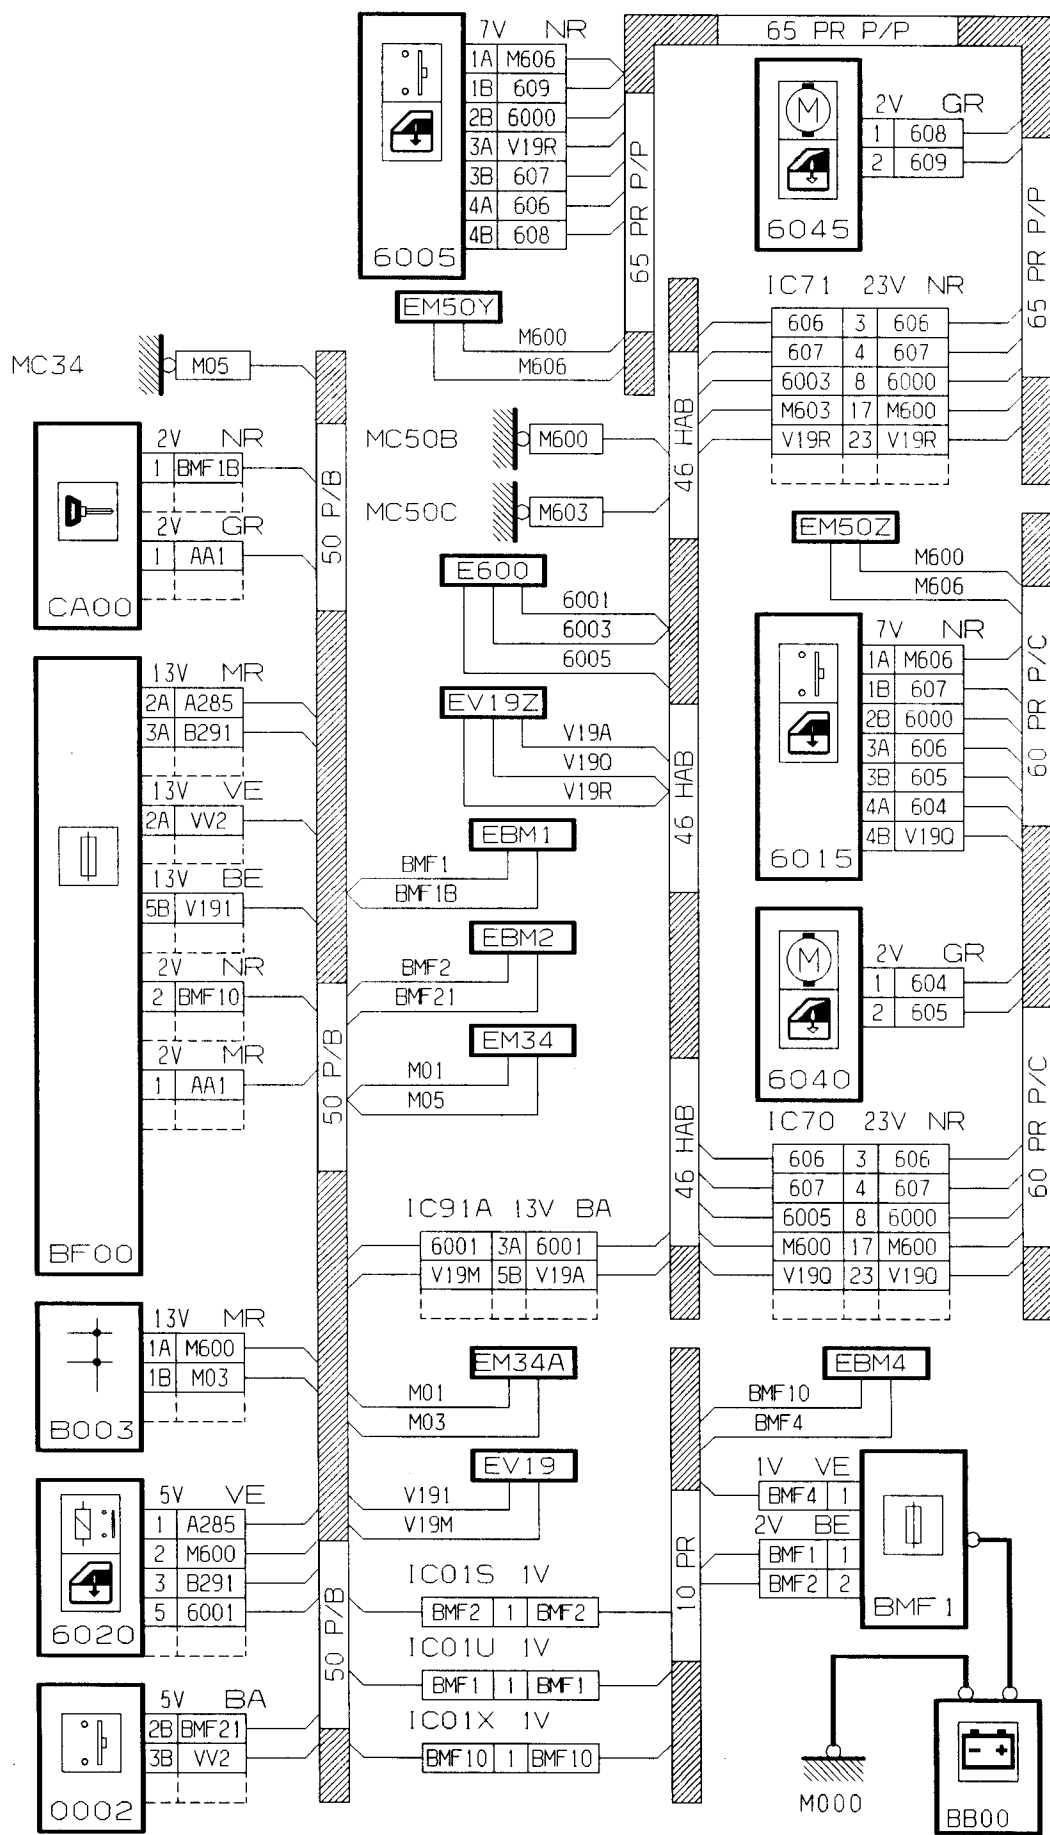 7V NR
1A M606
1B 609
2B 6000
3A V19R
3B 607
4A 606
4B 608
6005
65 PR P/P
65 PR P/P
2V GR
1 608
2 609
6045
65 PR P/P
EM50Y
M600
M606
IC71 23V NR
606 3 606
607 4 607
6003 8 6000
M603 17 M600
V19R 23 V19R
MC34
M05
MC50B
M600
MC50C
M603
46 HAB
2V NR
1 BMF1B
2V GR
1 AA1
CA00
50 P/B
E600
6001
6003
6005
EM50Z
M600
M606
7V NR
1A M606
1B 607
2B 6000
3A 606
3B 605
4A 604
4B V19Q
6015
60 PR P/C
13V MR
2A A285
3A B291
13V VE
2A VV2
13V BE
5B V191
2V NR
2 BMF10
2V MR
1 AA1
BF00
EV19Z
V19A
V19Q
V19R
46 HAB
EBM1
BMF1
BMF1B
EBM2
BMF2
BMF21
EM34
M01
M05
50 P/B
2V GR
1 604
2 605
6040
46 HAB
60 PR P/C
IC70 23V NR
606 3 606
607 4 607
6005 8 6000
M600 17 M600
V19Q 23 V19Q
IC91A 13V BA
6001 3A 6001
V19M 5B V19A
13V MR
1A M600
1B M03
B003
EM34A
M01
M03
EBM4
BMF10
BMF4
5V VE
1 A285
2 M600
3 B291
5 6001
6020
EV19
V191
V19M
1V VE
BMF4 1
2V BE
BMF1 1
BMF2 2
BMF1
10 PR
50 P/B
IC01S 1V
BMF2 1 BMF2
IC01U 1V
BMF1 1 BMF1
IC01X 1V
BMF10 1 BMF10
5V BA
2B BMF21
3B VV2
0002
M000
M
M
- +
BB00